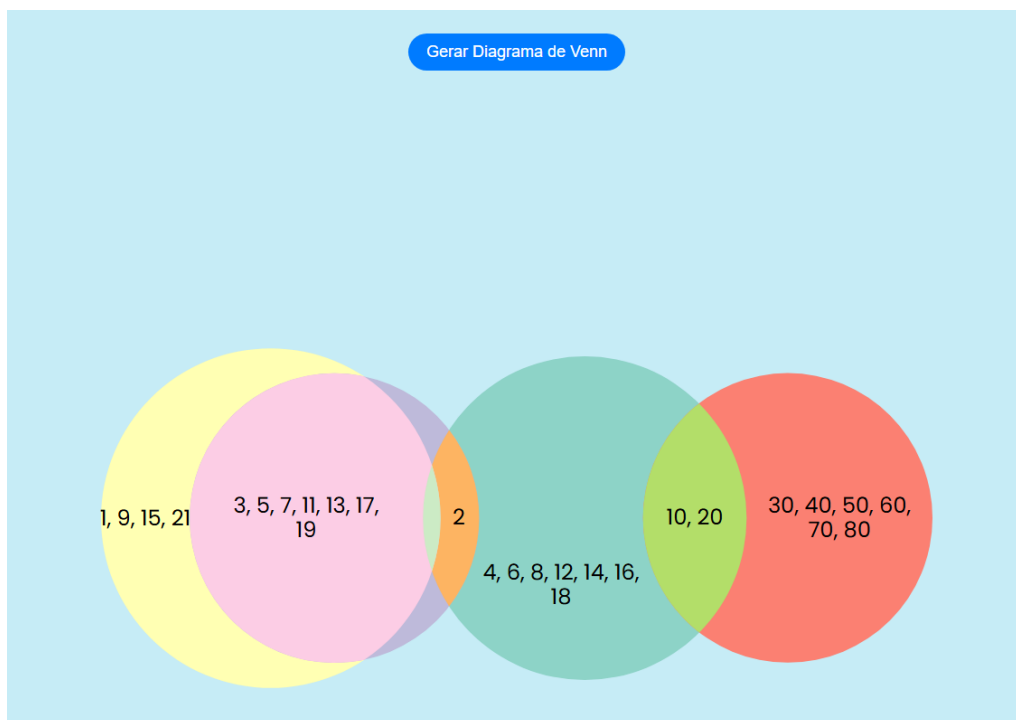 Gerar Diagrama de Venn
1, 9, 15, 21
3, 5, 7, 11, 13, 17,
19
2
4, 6, 8, 12, 14, 16,
18
10, 20
30, 40, 50, 60,
70, 80